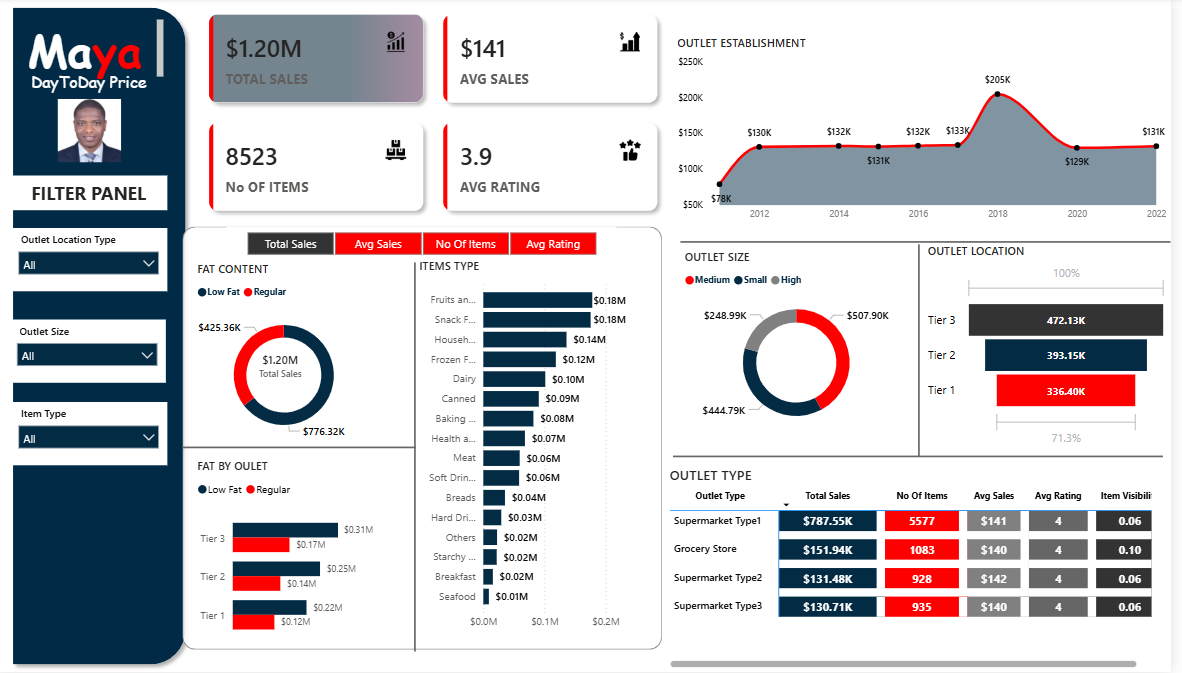 Maya
DayToDay Price
FILTER PANEL
Outlet Location Type
All
Outlet Size
All
Item Type
All
$1.20M
TOTAL SALES
$141
AVG SALES
8523
No OF ITEMS
3.9
AVG RATING
OUTLET ESTABLISHMENT
$250K
$200K
$150K
$100K
$50K
$78K
$130K
$132K
$131K
$132K
$133K
$205K
$129K
$131K
2012 2014 2016 2018 2020 2022
Total Sales Avg Sales No Of Items Avg Rating
FAT CONTENT
Low Fat Regular
$425.36K
$1.20M
Total Sales
$776.32K
FAT BY OULET
Low Fat Regular
Tier 3 $0.31M
$0.17M
Tier 2 $0.25M
$0.14M
Tier 1 $0.22M
$0.12M
ITEMS TYPE
Fruits an... $0.18M
Snack F... $0.18M
Househ... $0.14M
Frozen F... $0.12M
Dairy $0.10M
Canned $0.09M
Baking ... $0.08M
Health a... $0.07M
Meat $0.06M
Soft Drin... $0.06M
Breads $0.04M
Hard Dri... $0.03M
Others $0.02M
Starchy ... $0.02M
Breakfast $0.02M
Seafood $0.01M
$0.0M $0.1M $0.2M
OUTLET SIZE
Medium Small High
$248.99K
$507.90K
$444.79K
OUTLET LOCATION
100%
Tier 3 472.13K
Tier 2 393.15K
Tier 1 336.40K
71.3%
OUTLET TYPE
Outlet Type Total Sales No Of Items Avg Sales Avg Rating Item Visibili
Supermarket Type1 $787.55K 5577 $141 4 0.06
Grocery Store $151.94K 1083 $140 4 0.10
Supermarket Type2 $131.48K 928 $142 4 0.06
Supermarket Type3 $130.71K 935 $140 4 0.06